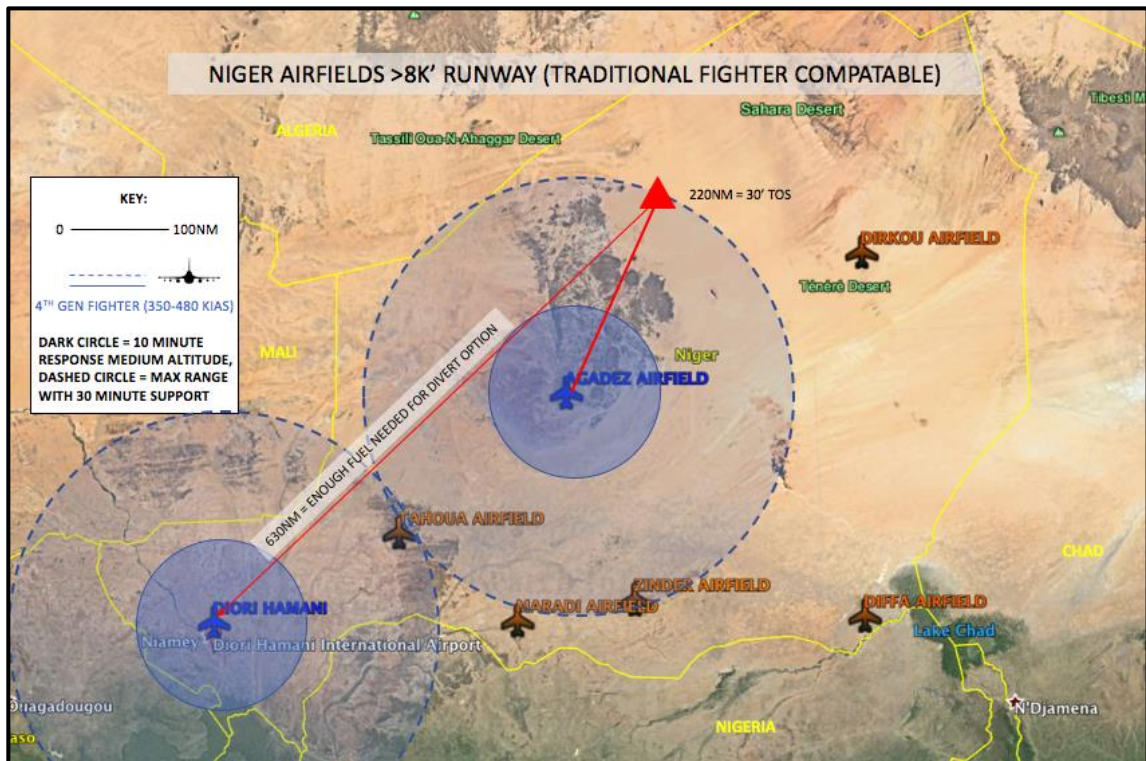 NIGER AIRFIELDS >8K' RUNWAY (TRADITIONAL FIGHTER COMPATABLE)
Sahara Desert
Tibesti M
ALGERIA
Tassili Oua-N-Ahaggar Desert
KEY:
0 100NM
4TH GEN FIGHTER (350-480 KIAS)
DARK CIRCLE = 10 MINUTE
RESPONSE MEDIUM ALTITUDE,
DASHED CIRCLE = MAX RANGE
WITH 30 MINUTE SUPPORT
220NM = 30' TOS
DIRKOU AIRFIELD
Ténéré Desert
MALI
Niger
AGADEZ AIRFIELD
630NM = ENOUGH FUEL NEEDED FOR DIVERT OPTION
TAHOUA AIRFIELD
CHAD
ZINDER AIRFIELD
MARADI AIRFIELD
DIFFA AIRFIELD
Lake Chad
DIORI HAMANI
Niamey
Diori Hamani International Airport
Ouagadougou
N'Djamena
NIGERIA
aso